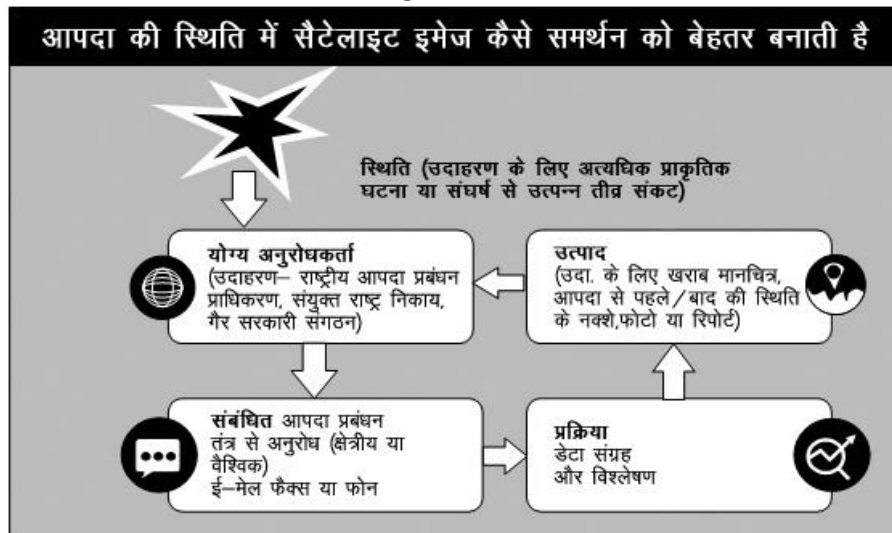 आपदा की स्थिति में सैटेलाइट इमेज कैसे समर्थन को बेहतर बनाती है
स्थिति (उदाहरण के लिए अत्यधिक प्राकृतिक
घटना या संघर्ष से उत्पन्न तीव्र संकट)
योग्य अनुरोधकर्ता
(उदाहरण– राष्ट्रीय आपदा प्रबंधन
प्राधिकरण, संयुक्त राष्ट्र निकाय,
गैर सरकारी संगठन)
उत्पाद
(उदा. के लिए खराब मानचित्र,
आपदा से पहले/बाद की स्थिति
के नक्शे,फोटो या रिपोर्ट)
संबंधित आपदा प्रबंधन
तंत्र से अनुरोध (क्षेत्रीय या
वैश्विक)
ई–मेल फैक्स या फोन
प्रक्रिया
डेटा संग्रह
और विश्लेषण